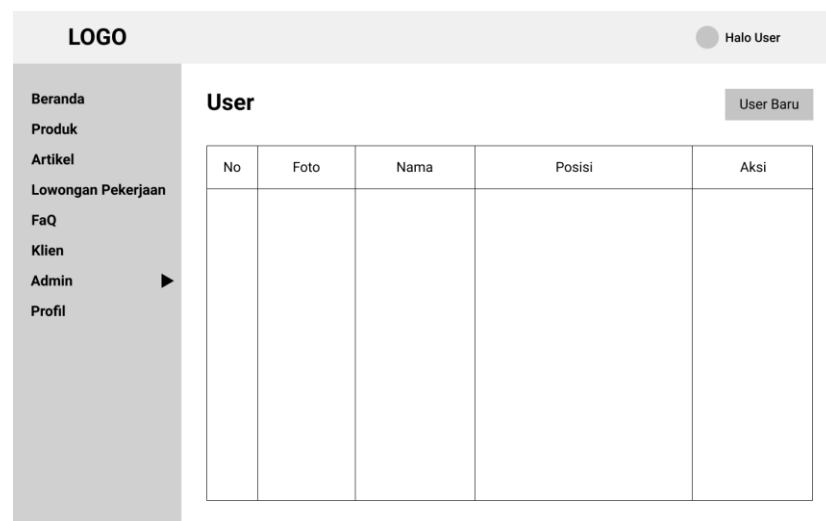 LOGO
Halo User
Beranda
Produk
Artikel
Lowongan Pekerjaan
FaQ
Klien
Admin
Profil
User
User Baru
No Foto Nama Posisi Aksi